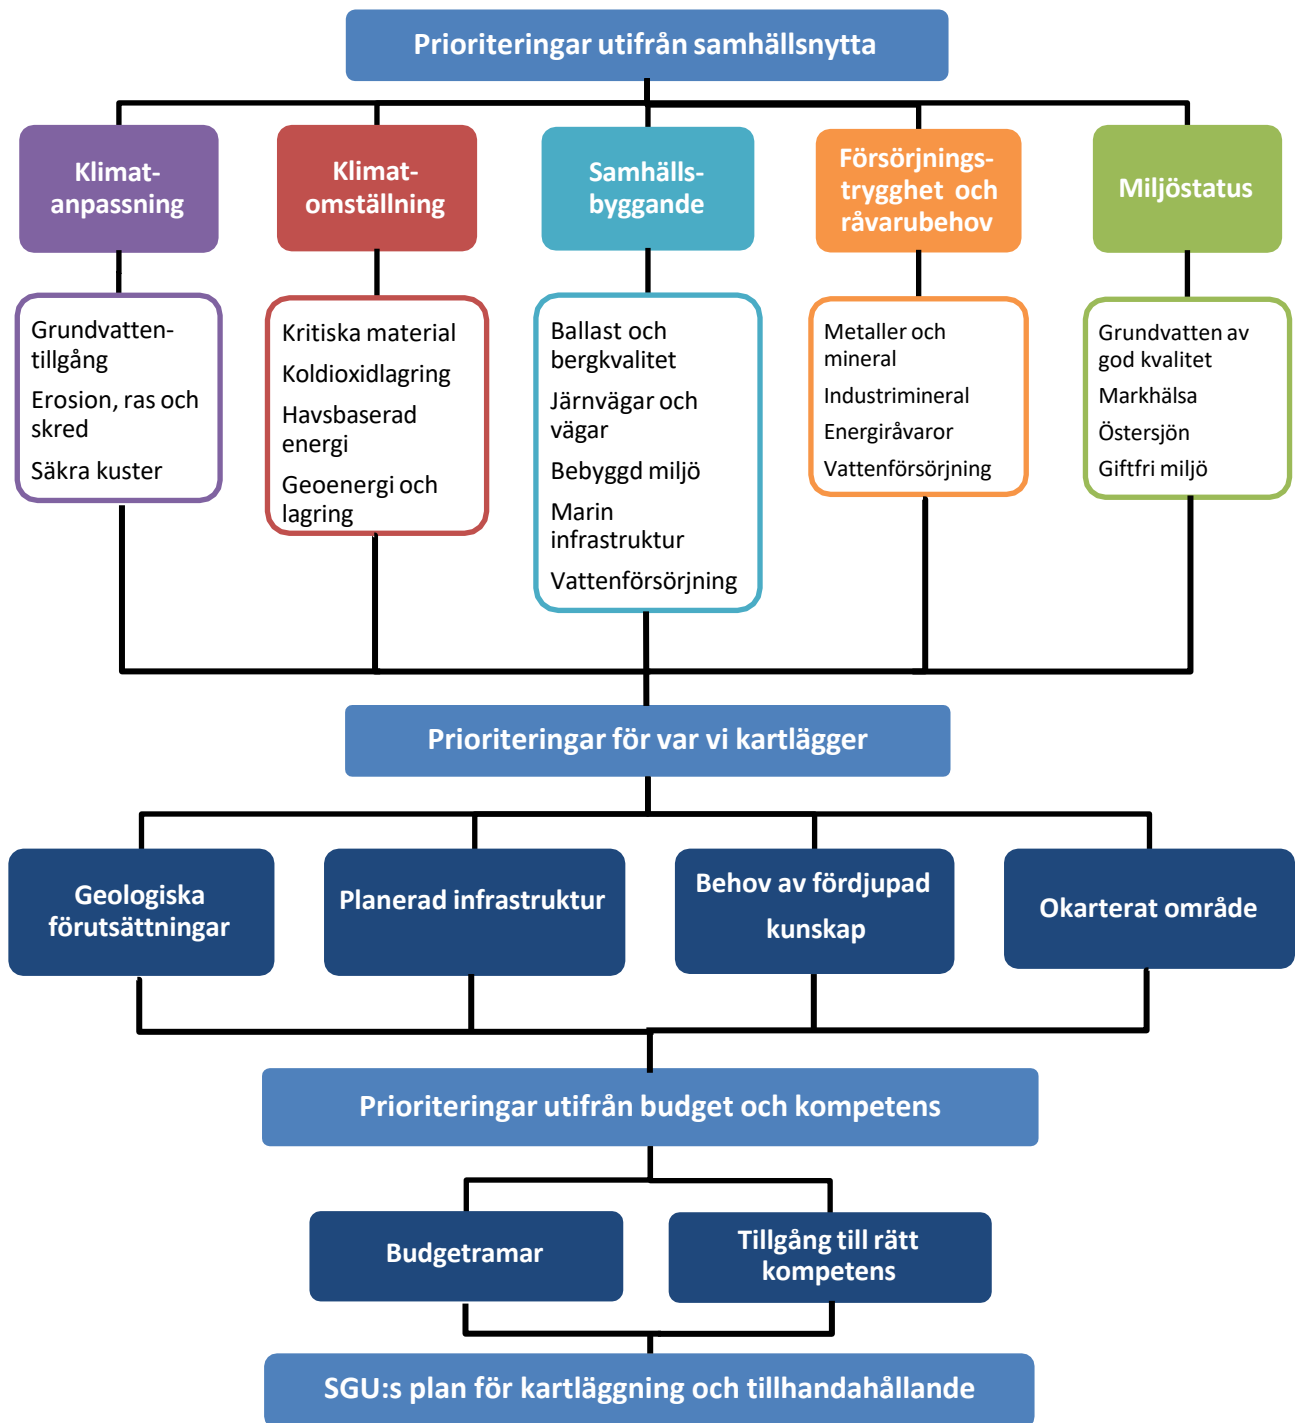 Prioriteringar utifrån samhällsnytta
Klimat-
anpassning
Klimat-
omställning
Samhälls-
byggande
Försörjnings-
trygghet och
råvarubehov
Miljöstatus
Grundvatten-
tillgång
Erosion, ras och
skred
Säkra kuster
Kritiska material
Koldioxidlagring
Havsbaserad
energi
Geoenergi och
lagring
Ballast och
bergkvalitet
Järnvägar och
vägar
Bebyggd miljö
Marin
infrastruktur
Vattenförsörjning
Metaller och
mineral
Industrimineral
Energiråvaror
Vattenförsörjning
Grundvatten av
god kvalitet
Markhälsa
Östersjön
Giftfri miljö
Prioriteringar för var vi kartlägger
Geologiska
förutsättningar
Planerad infrastruktur
Behov av fördjupad
kunskap
Okarterat område
Prioriteringar utifrån budget och kompetens
Budgetramar
Tillgång till rätt
kompetens
SGU:s plan för kartläggning och tillhandahållande